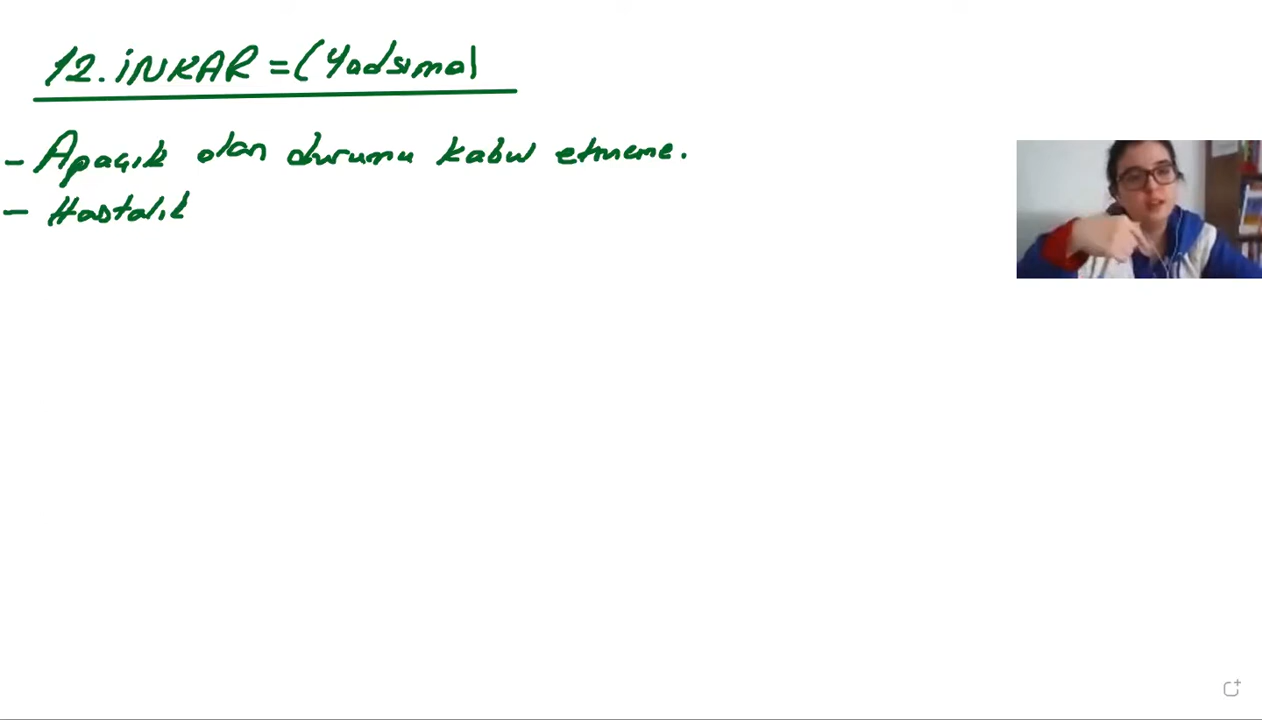 12. İNKAR = (Yadsıma)
- Apaçık olan durumu kabul etmeme.
- Hastalık